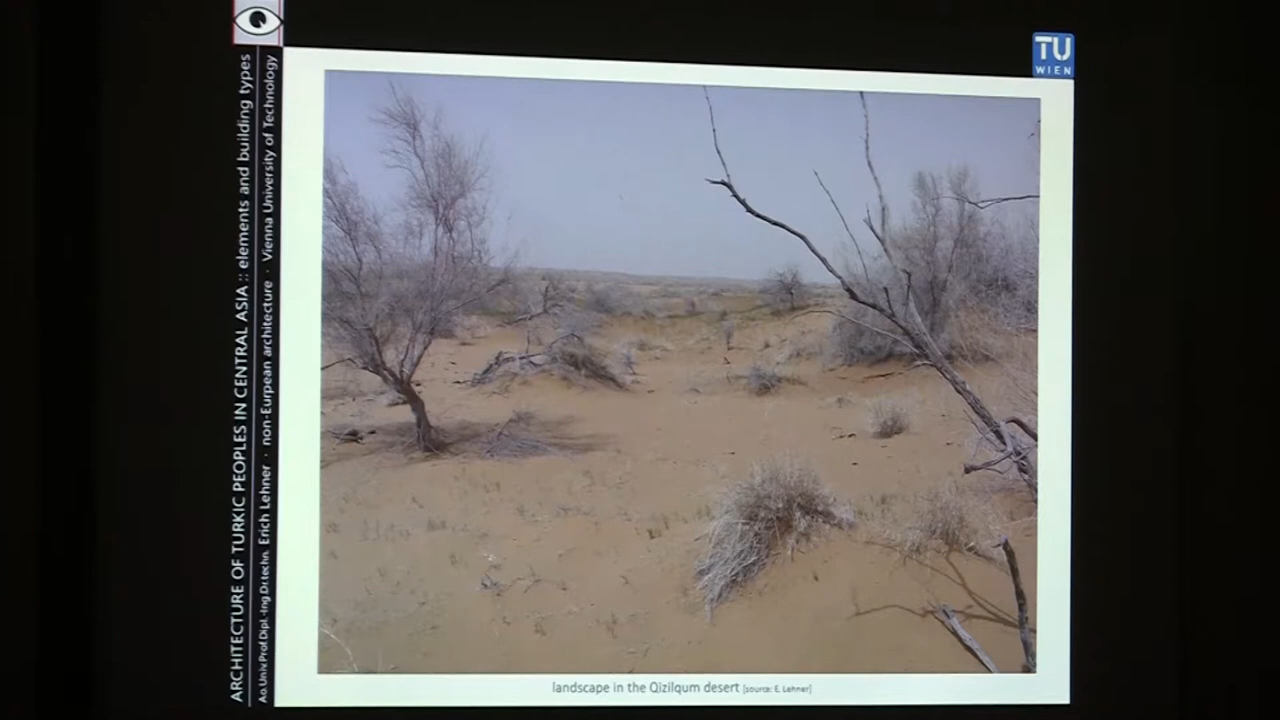 ARCHITECTURE OF TURKIC PEOPLES IN CENTRAL ASIA :: elements and building types
Ao.Univ.Prof.Dipl.-Ing Dr.techn. Erich Lehner · non-Eurpean architecture · Vienna University of Technology
TU
WIEN
landscape in the Qizilqum desert [source: E. Lehner]